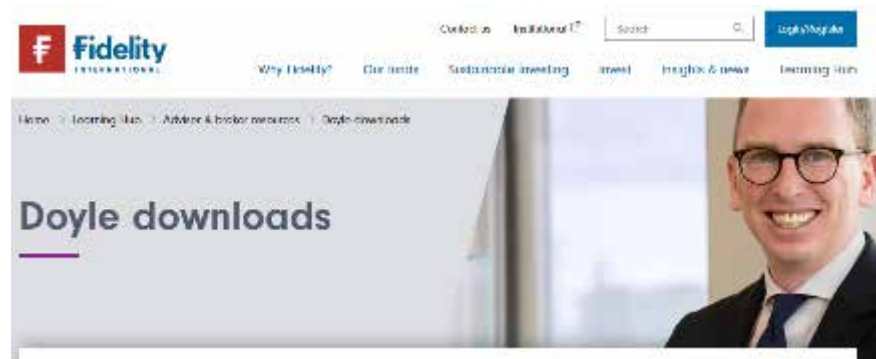 Contact us Institutional Search Login/Register
Fidelity
INTERNATIONAL
Why Fidelity? Our funds Sustainable investing Invest Insights & news Learning Hub
Home > Learning Hub > Adviser & broker resources > Doyle downloads
Doyle downloads